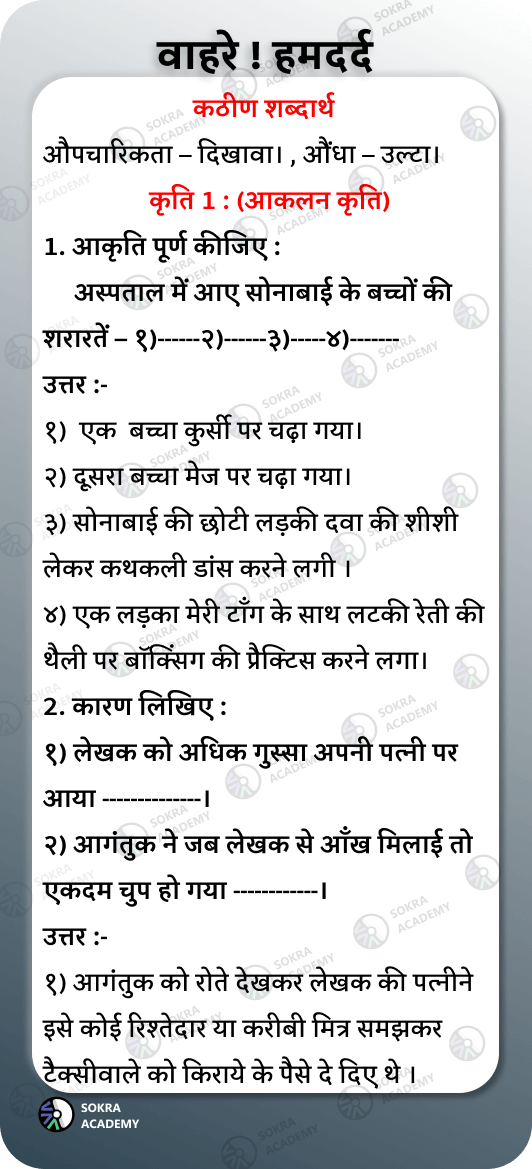 वाहरे ! हमदर्द
कठीण शब्दार्थ
औपचारिकता – दिखावा। , औंधा – उल्टा।
कृति 1 : (आकलन कृति)
1. आकृति पूर्ण कीजिए :
अस्पताल में आए सोनाबाई के बच्चों की
शरारतें – १)------२)------३)-----४)-------
उत्तर :-
१) एक बच्चा कुर्सी पर चढ़ा गया।
२) दूसरा बच्चा मेज पर चढ़ा गया।
३) सोनाबाई की छोटी लड़की दवा की शीशी
लेकर कथकली डांस करने लगी ।
४) एक लड़का मेरी टाँग के साथ लटकी रेती की
थैली पर बॉक्सिंग की प्रैक्टिस करने लगा।
2. कारण लिखिए :
१) लेखक को अधिक गुस्सा अपनी पत्नी पर
आया --------------।
२) आगंतुक ने जब लेखक से आँख मिलाई तो
एकदम चुप हो गया ------------।
उत्तर :-
१) आगंतुक को रोते देखकर लेखक की पत्नीने
इसे कोई रिश्तेदार या करीबी मित्र समझकर
टैक्सीवाले को किराये के पैसे दे दिए थे ।
SOKRA
ACADEMY